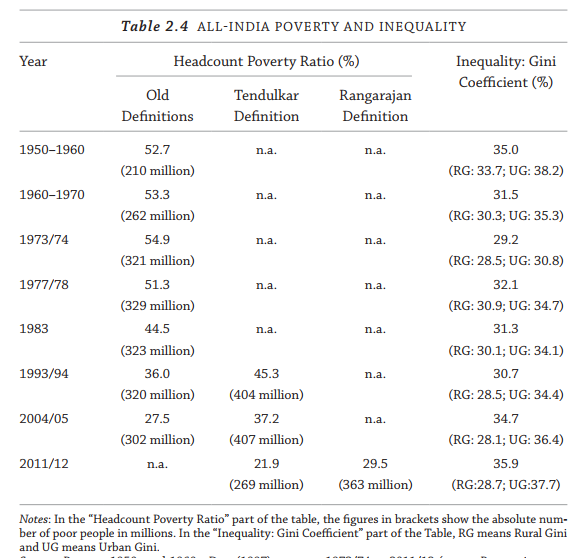 Table 2.4 ALL-INDIA POVERTY AND INEQUALITY
Year Headcount Poverty Ratio (%) Inequality: Gini
Coefficient (%)
Old Tendulkar Rangarajan
Definitions Definition Definition
1950–1960 52.7 n.a. n.a. 35.0
(210 million) (RG: 33.7; UG: 38.2)
1960–1970 53.3 n.a. n.a. 31.5
(262 million) (RG: 30.3; UG: 35.3)
1973/74 54.9 n.a. n.a. 29.2
(321 million) (RG: 28.5; UG: 30.8)
1977/78 51.3 n.a. n.a. 32.1
(329 million) (RG: 30.9; UG: 34.7)
1983 44.5 n.a. n.a. 31.3
(323 million) (RG: 30.1; UG: 34.1)
1993/94 36.0 45.3 n.a. 30.7
(320 million) (404 million) (RG: 28.5; UG: 34.4)
2004/05 27.5 37.2 n.a. 34.7
(302 million) (407 million) (RG: 28.1; UG: 36.4)
2011/12 n.a. 21.9 29.5 35.9
(269 million) (363 million) (RG:28.7; UG:37.7)
Notes: In the “Headcount Poverty Ratio” part of the table, the figures in brackets show the absolute num-
ber of poor people in millions. In the “Inequality: Gini Coefficient” part of the Table, RG means Rural Gini
and UG means Urban Gini.